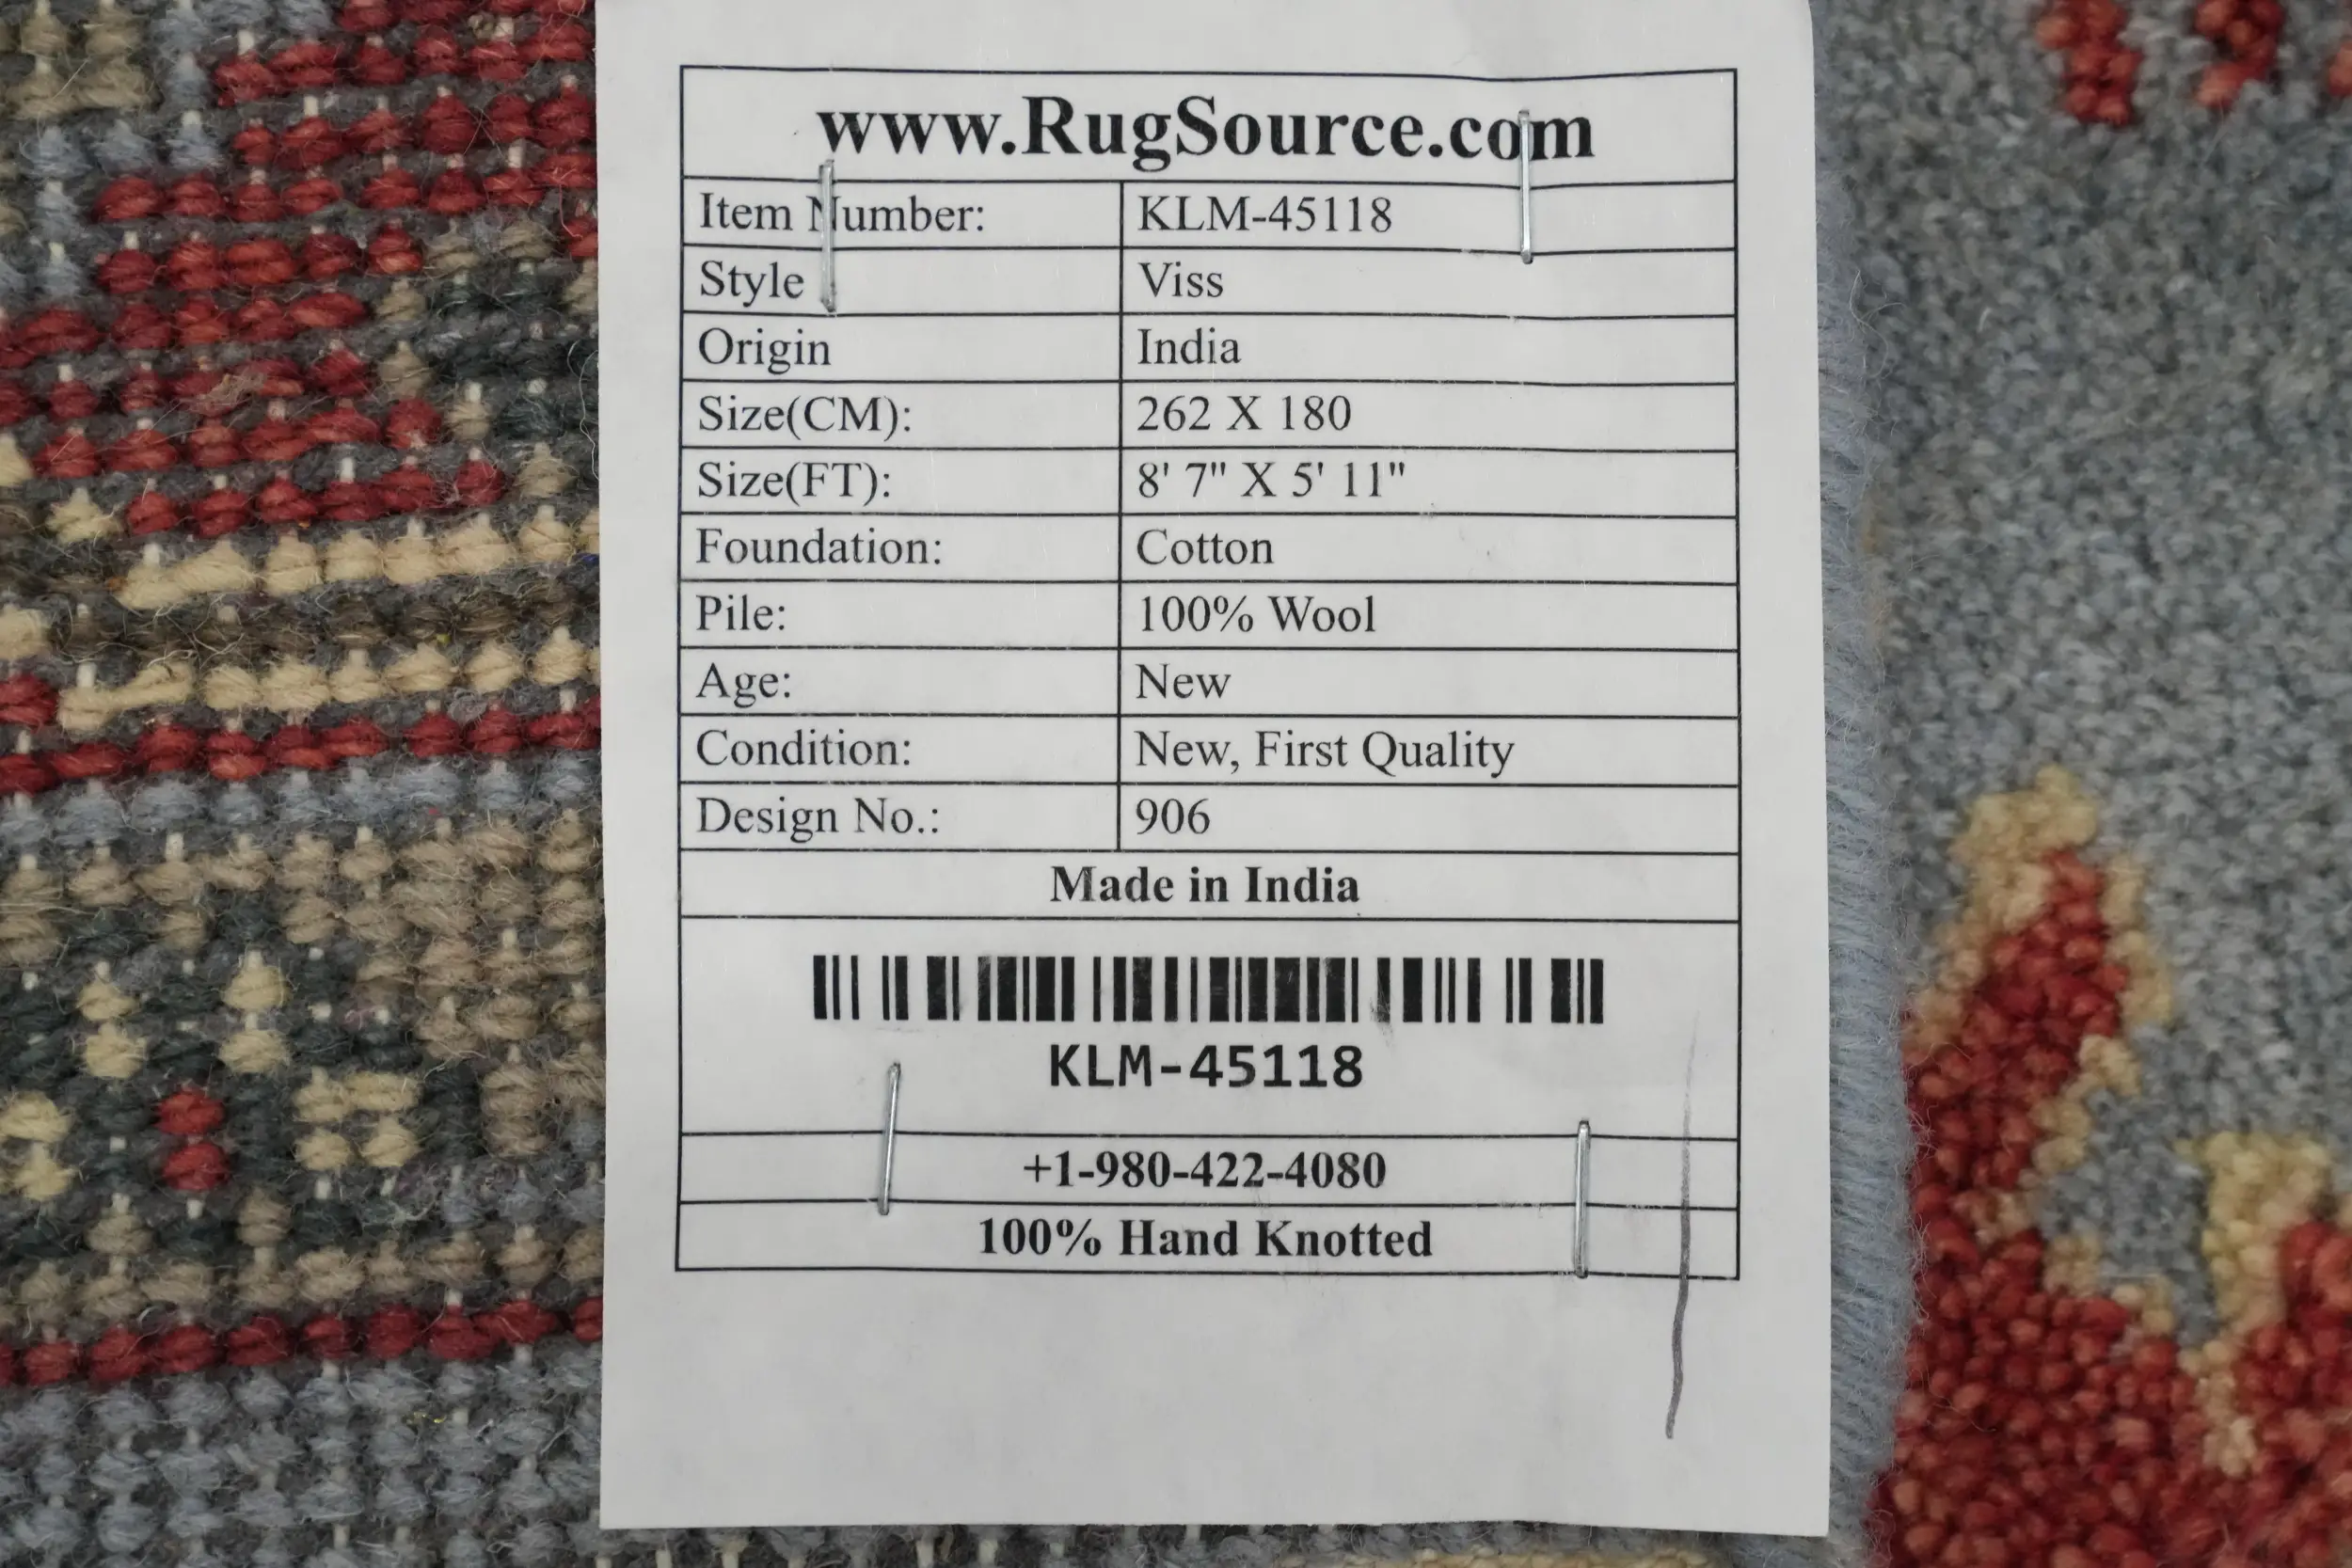 www.RugSource.com
Item Number: KLM-45118
Style Viss
Origin India
Size(CM): 262 X 180
Size(FT): 8' 7" X 5' 11"
Foundation: Cotton
Pile: 100% Wool
Age: New
Condition: New, First Quality
Design No.: 906
Made in India
KLM-45118
+1-980-422-4080
100% Hand Knotted